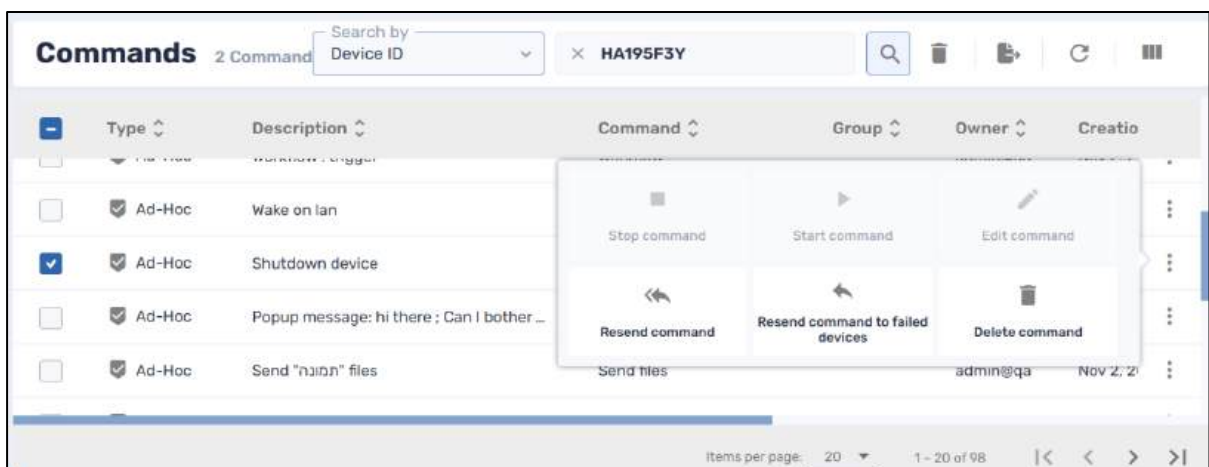 Search by
Commands 2 Command Device ID HA195F3Y
Type Description Command Group Owner Creatio
Ad-Hoc Wake on lan
Stop command Start command Edit command
Ad-Hoc Shutdown device
Ad-Hoc Popup message: hi there ; Can I bother ...
Resend command Resend command to failed devices Delete command
Ad-Hoc Send "תמונה" files Send files admin@qa Nov 2, 2
Items per page: 20 1 - 20 of 98